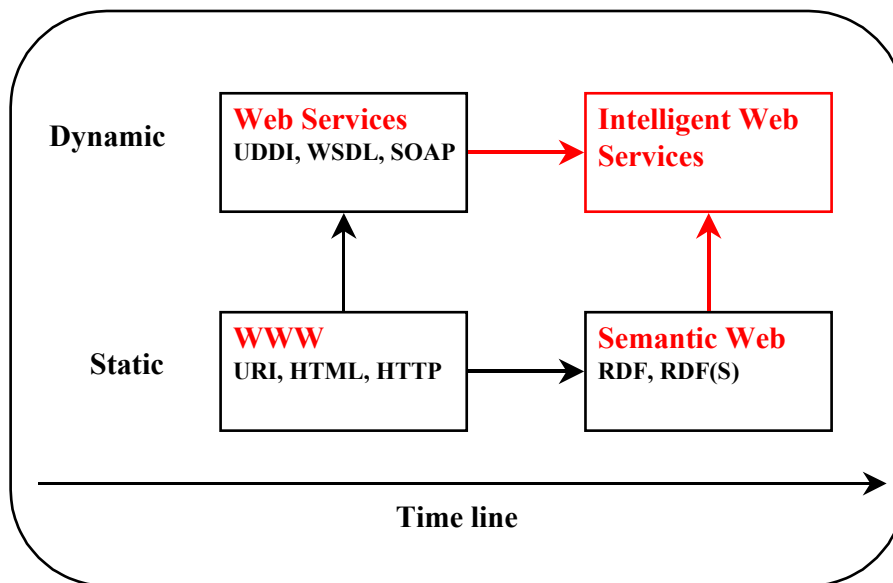 Dynamic
Web Services
UDDI, WSDL, SOAP
Intelligent Web
Services
Static
WWW
URI, HTML, HTTP
Semantic Web
RDF, RDF(S)
Time line